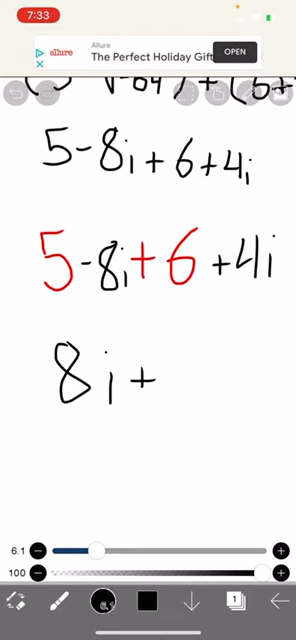 7:33
allure
Allure
The Perfect Holiday Gift
OPEN
5-8i+6+4i
5-8i+6+4i
8i+
6.1
100
1